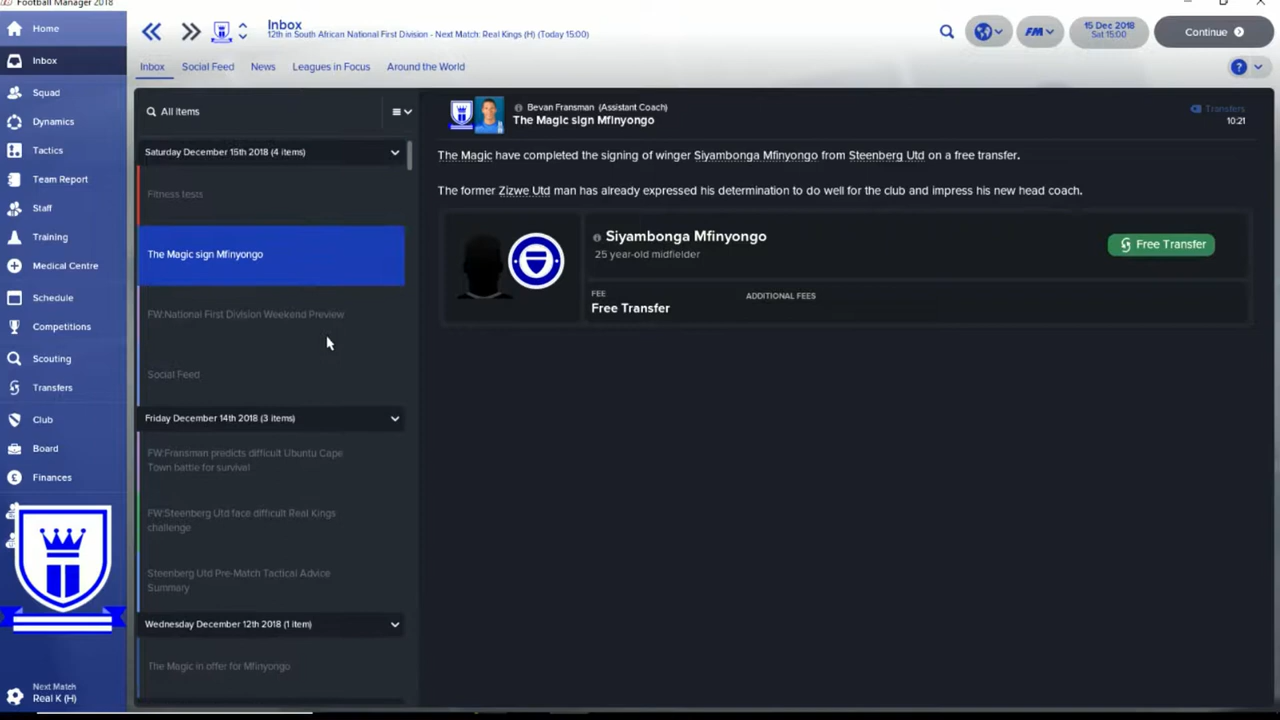 Football Manager 2018
Home
Inbox
Squad
Dynamics
Tactics
Team Report
Staff
Training
Medical Centre
Schedule
Competitions
Scouting
Transfers
Club
Board
Finances
Next Match
Real K (H)
Inbox
12th in South African National First Division - Next Match: Real Kings (H) (Today 15:00)
FM
15 Dec 2018
Sat 15:00
Continue
Inbox
Social Feed
News
Leagues in Focus
Around the World
?
All Items
Saturday December 15th 2018 (4 items)
Fitness tests
The Magic sign Mfinyongo
FW:National First Division Weekend Preview
Social Feed
Friday December 14th 2018 (3 items)
FW:Fransman predicts difficult Ubuntu Cape
Town battle for survival
FW:Steenberg Utd face difficult Real Kings
challenge
Steenberg Utd Pre-Match Tactical Advice
Summary
Wednesday December 12th 2018 (1 item)
The Magic in offer for Mfinyongo
Bevan Fransman (Assistant Coach)
The Magic sign Mfinyongo
Transfers
10:21
The Magic have completed the signing of winger Siyambonga Mfinyongo from Steenberg Utd on a free transfer.
The former Zizwe Utd man has already expressed his determination to do well for the club and impress his new head coach.
Siyambonga Mfinyongo
25 year-old midfielder
Free Transfer
FEE
Free Transfer
ADDITIONAL FEES